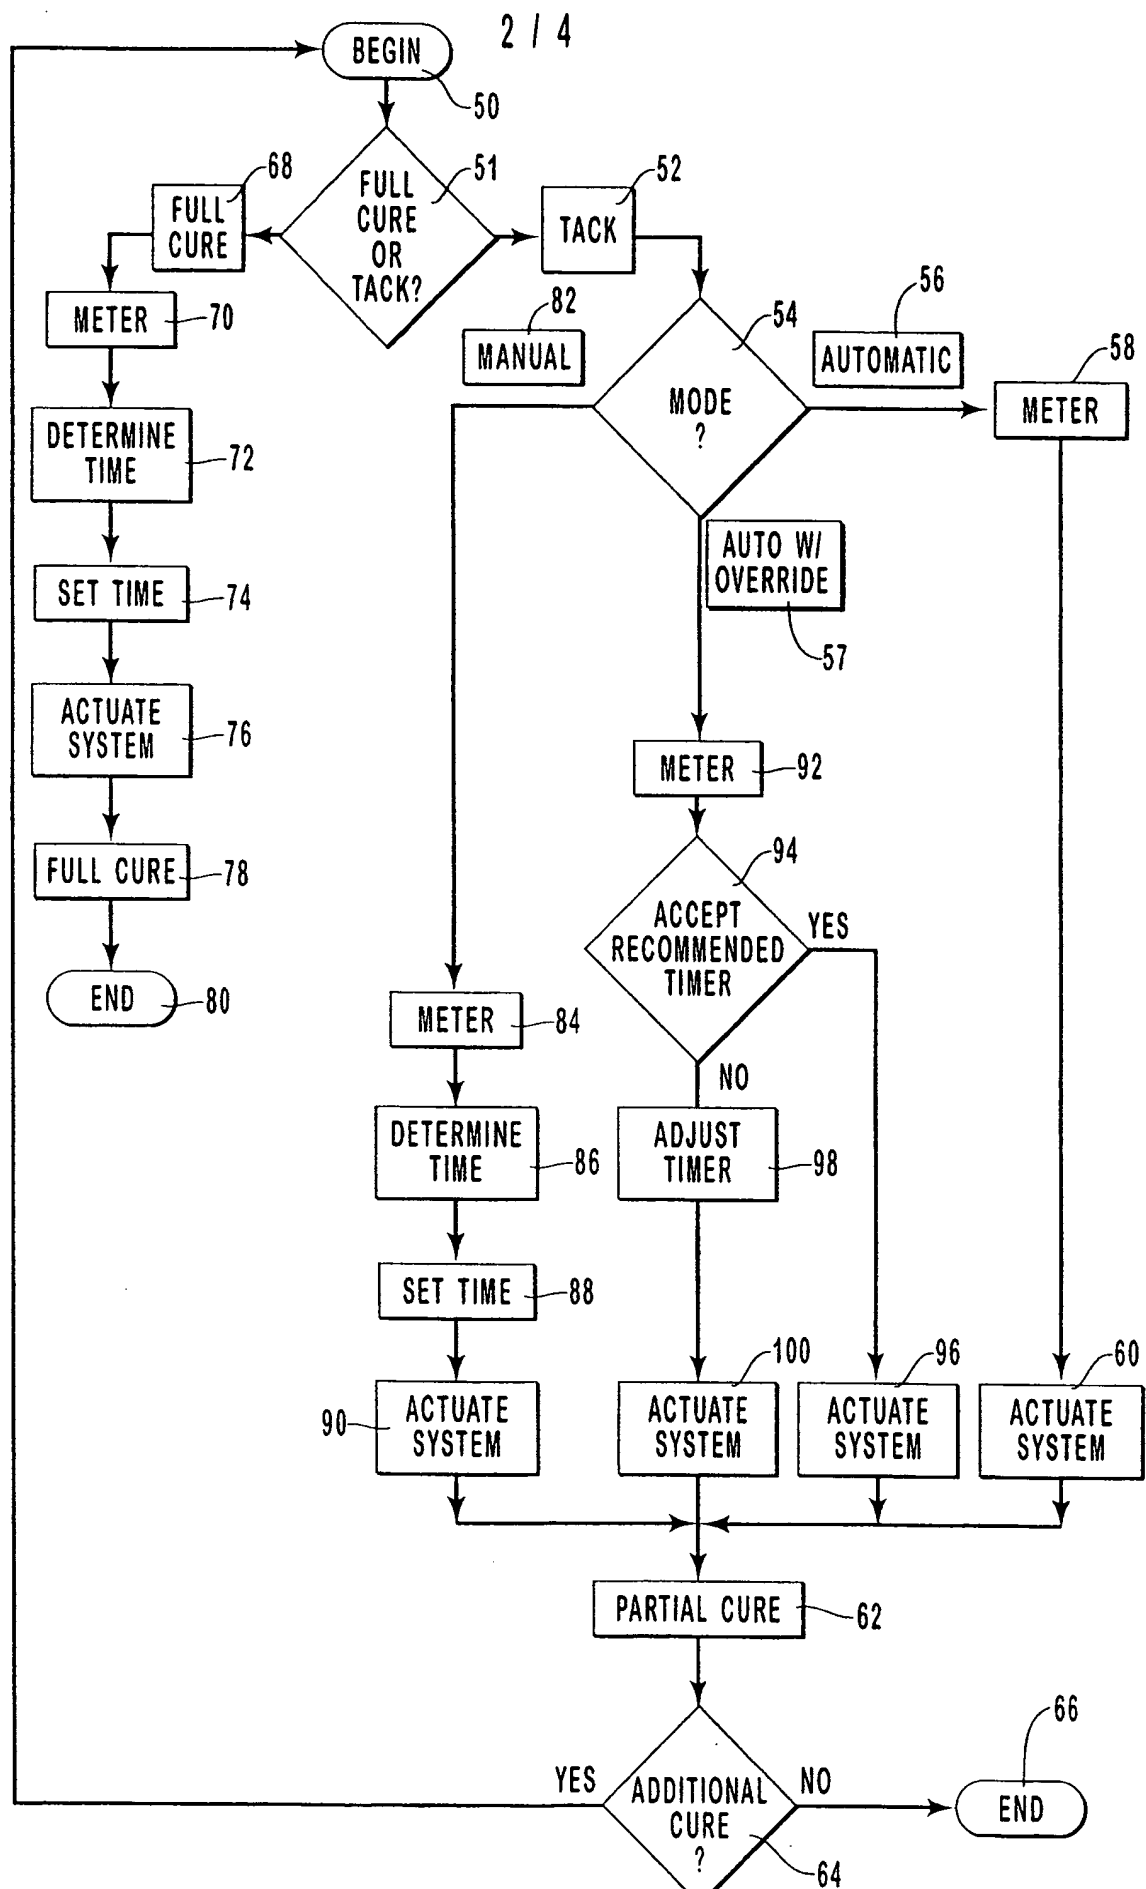 2 / 4
BEGIN
50
FULL
CURE
OR
TACK?
51
68
FULL
CURE
52
TACK
METER
70
DETERMINE
TIME
72
SET TIME
74
ACTUATE
SYSTEM
76
FULL CURE
78
END
80
82
MANUAL
54
MODE
?
56
AUTOMATIC
58
METER
AUTO W/
OVERRIDE
57
METER
92
94
ACCEPT
RECOMMENDED
TIMER
YES
NO
METER
84
DETERMINE
TIME
86
ADJUST
TIMER
98
SET TIME
88
90
ACTUATE
SYSTEM
100
ACTUATE
SYSTEM
96
ACTUATE
SYSTEM
60
ACTUATE
SYSTEM
PARTIAL CURE
62
YES
ADDITIONAL
CURE
?
64
NO
66
END